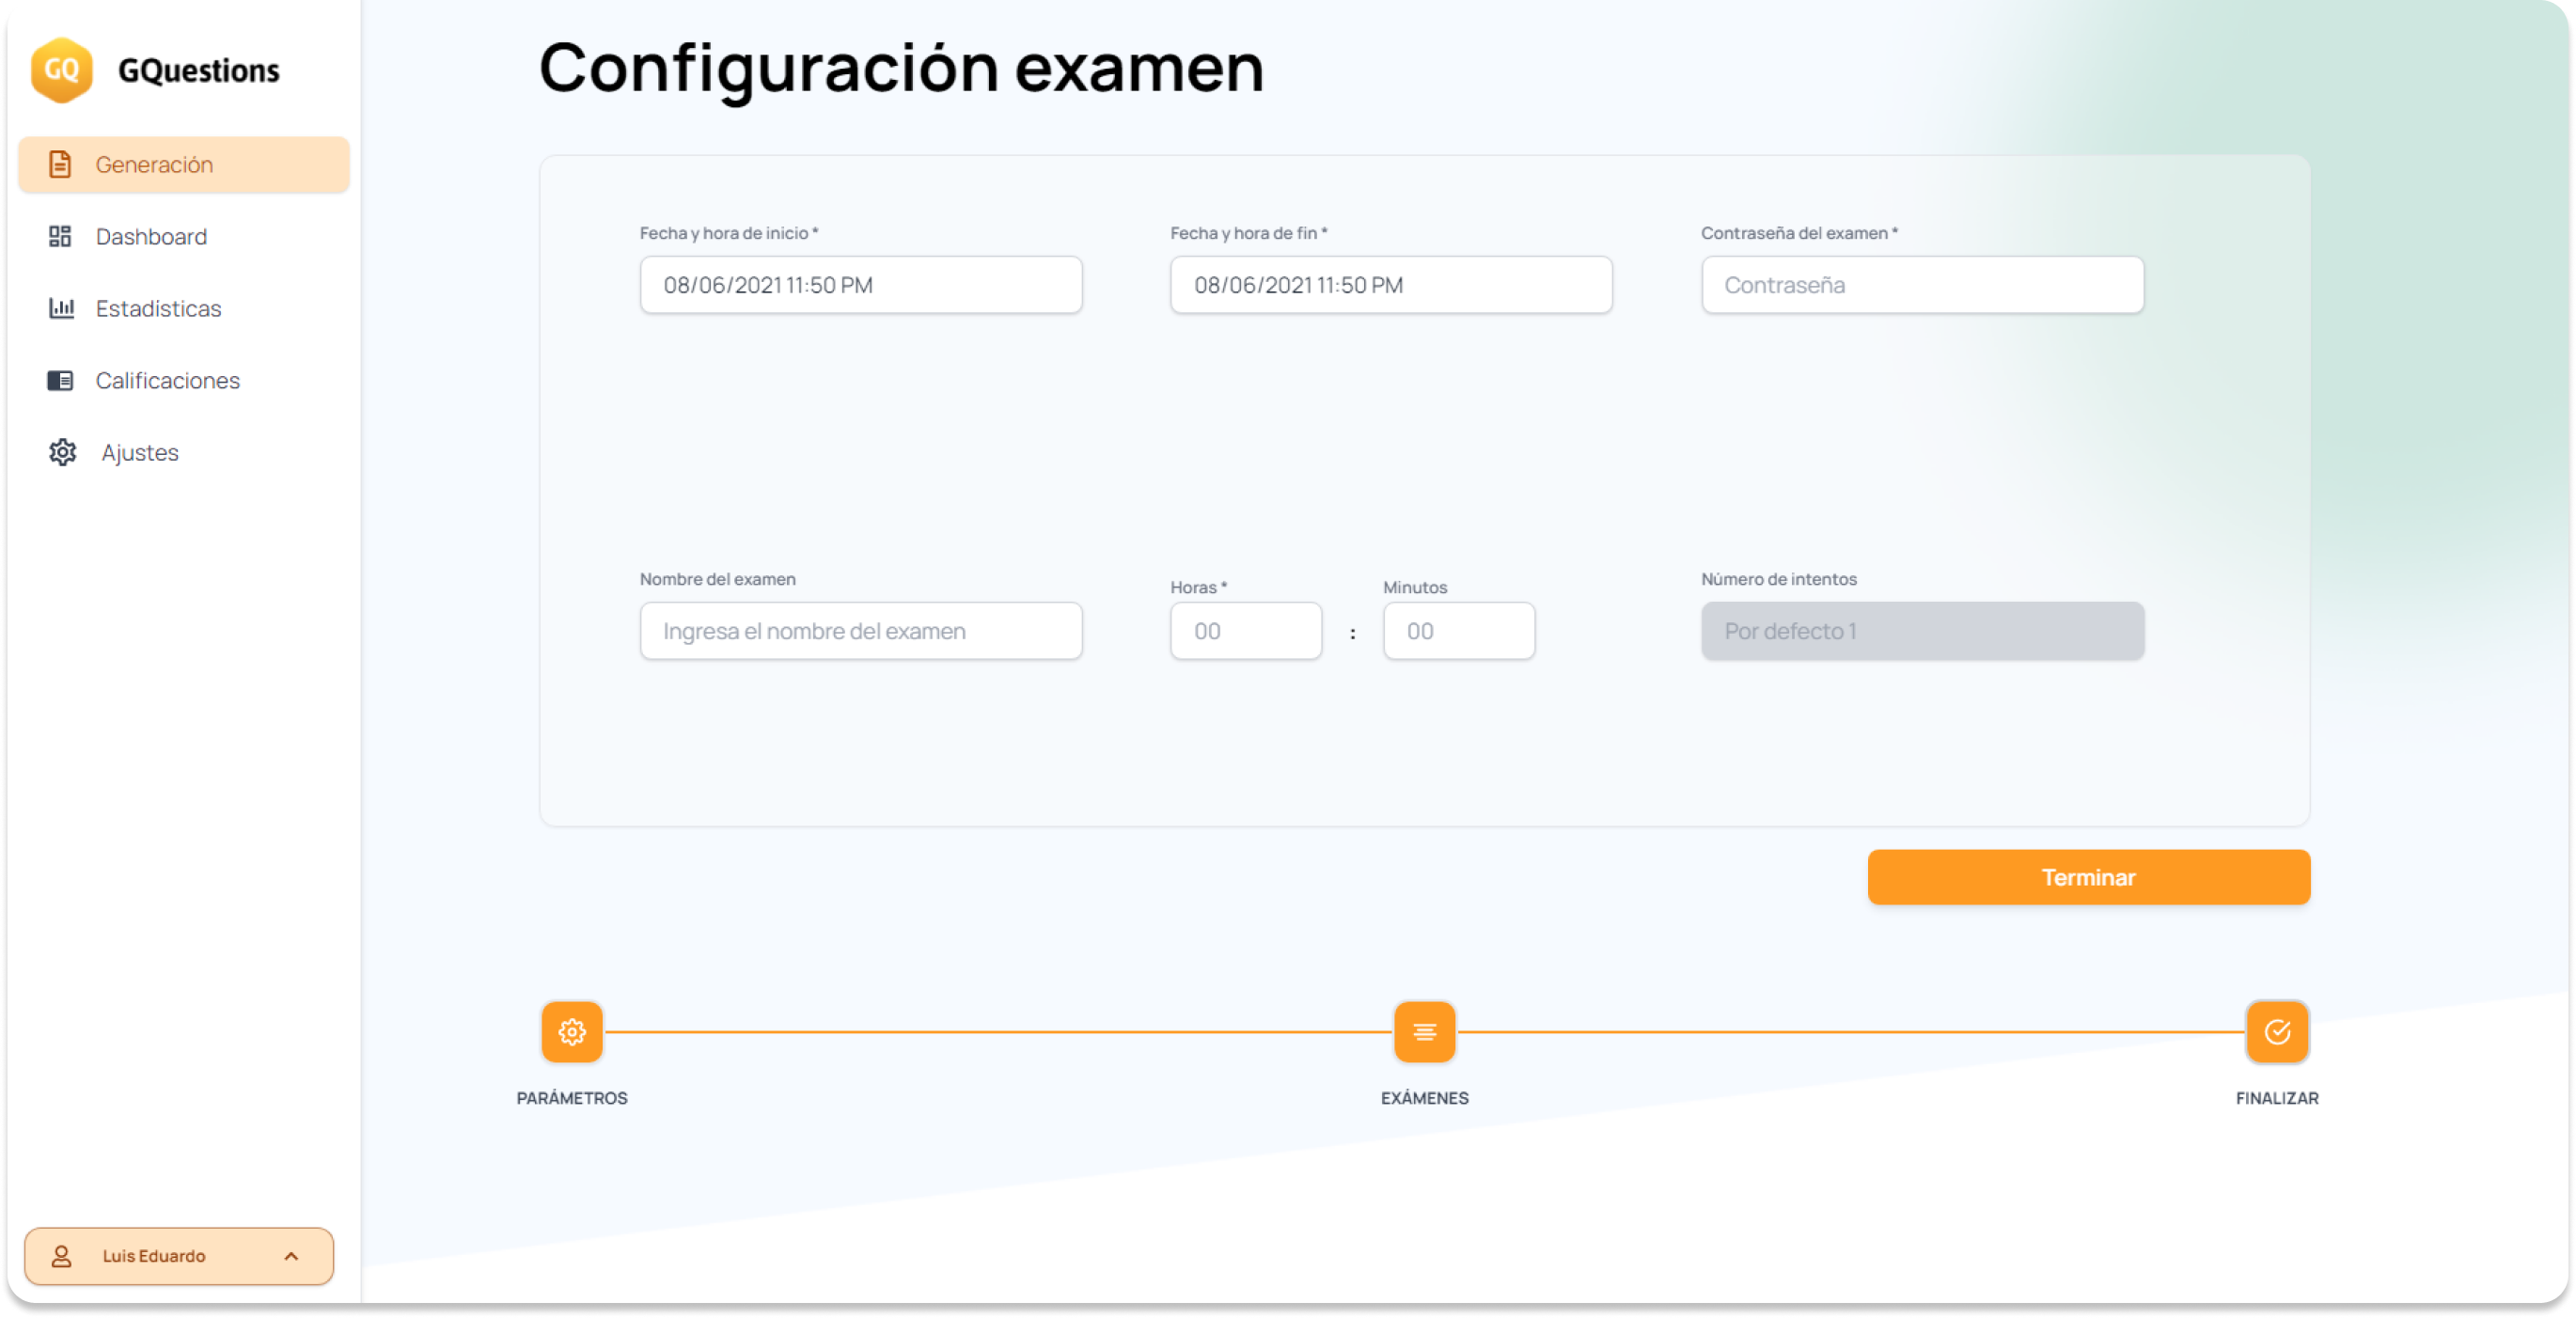 GQ
GQuestions
Generación
Dashboard
Estadisticas
Calificaciones
Ajustes
Luis Eduardo
Configuración examen
Fecha y hora de inicio *
08/06/2021 11:50 PM
Fecha y hora de fin *
08/06/2021 11:50 PM
Contraseña del examen *
Contraseña
Nombre del examen
Ingresa el nombre del examen
Horas *
00
:
Minutos
00
Número de intentos
Por defecto 1
Terminar
PARÁMETROS
EXÁMENES
FINALIZAR